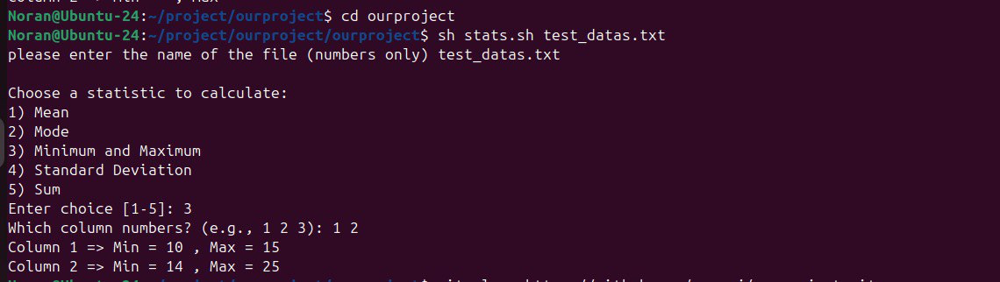 Noran@Ubuntu-24:~/project/ourproject$ cd ourproject
Noran@Ubuntu-24:~/project/ourproject/ourproject$ sh stats.sh test_datas.txt
please enter the name of the file (numbers only) test_datas.txt
Choose a statistic to calculate:
1) Mean
2) Mode
3) Minimum and Maximum
4) Standard Deviation
5) Sum
Enter choice [1-5]: 3
Which column numbers? (e.g., 1 2 3): 1 2
Column 1 => Min = 10 , Max = 15
Column 2 => Min = 14 , Max = 25